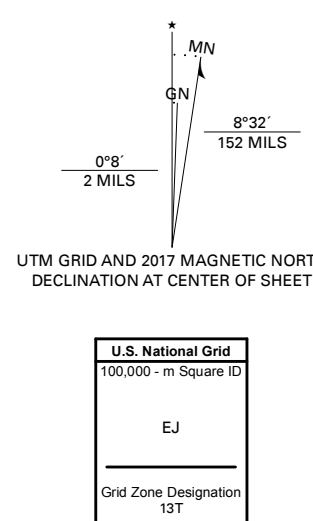 ★
MN
GN
8°32´
152 MILS
0°8´
2 MILS
UTM GRID AND 2017 MAGNETIC NORT
DECLINATION AT CENTER OF SHEET
U.S. National Grid
100,000 - m Square ID
EJ
Grid Zone Designation
13T